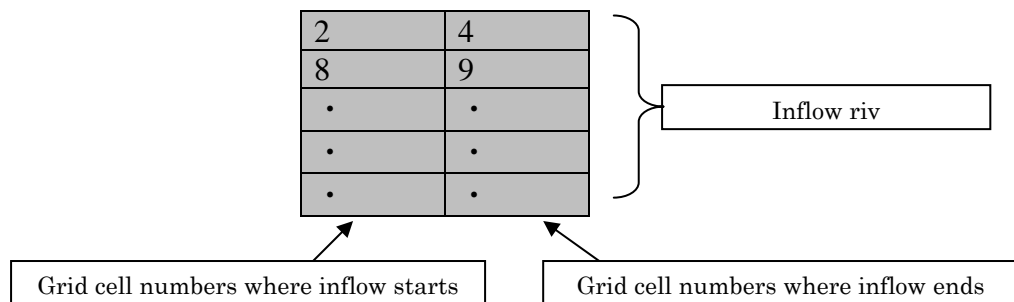 2 4
8 9
・ ・
・ ・
・ ・
Inflow riv
Grid cell numbers where inflow starts
Grid cell numbers where inflow ends